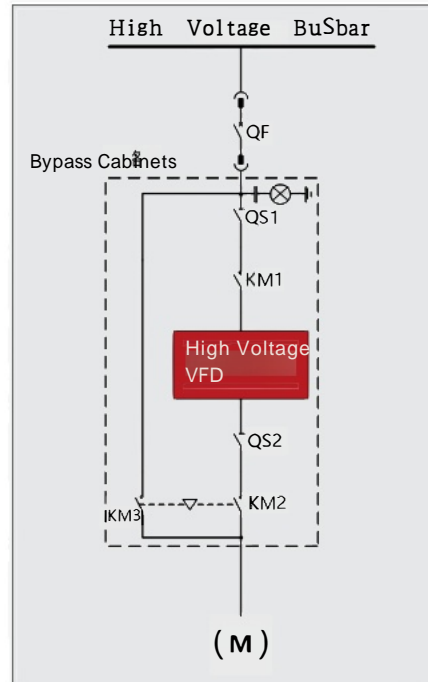 High Voltage BuSbar
QF
Bypass Cabinets
QS1
KM1
High Voltage
VFD
QS2
KM3
KM2
(M)